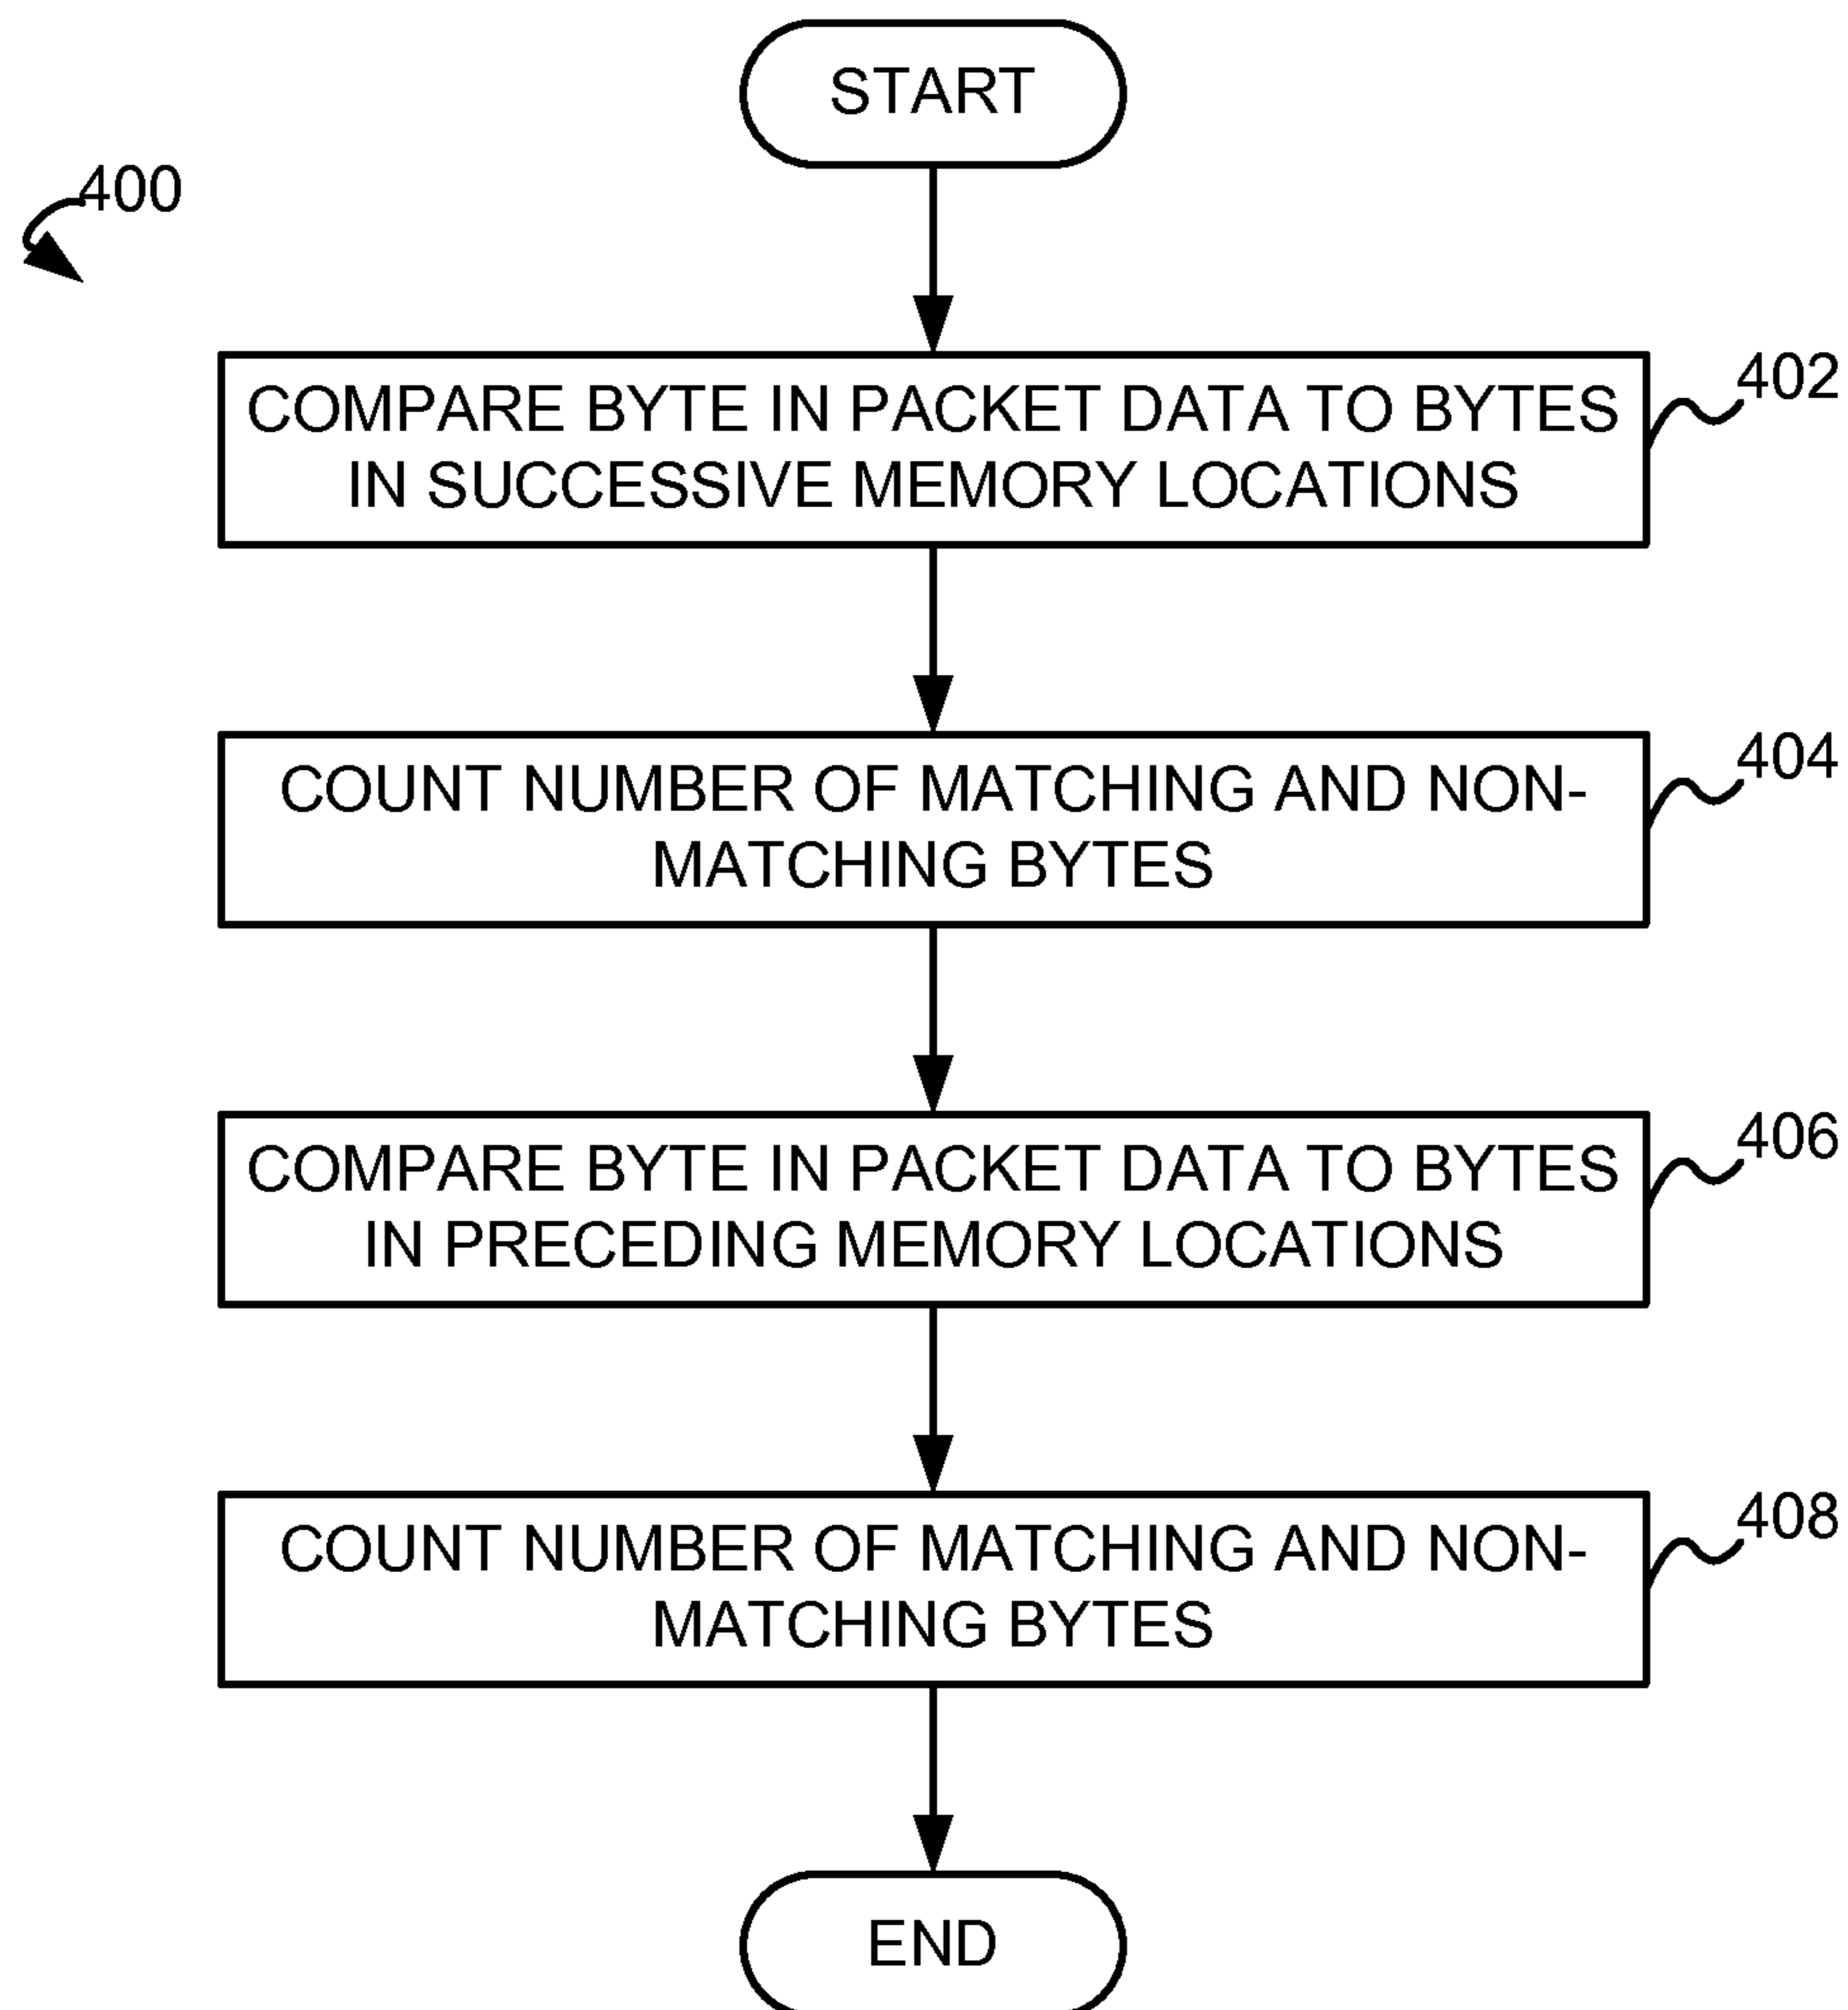 START
400
COMPARE BYTE IN PACKET DATA TO BYTES
IN SUCCESSIVE MEMORY LOCATIONS
402
COUNT NUMBER OF MATCHING AND NON-
MATCHING BYTES
404
COMPARE BYTE IN PACKET DATA TO BYTES
IN PRECEDING MEMORY LOCATIONS
406
COUNT NUMBER OF MATCHING AND NON-
MATCHING BYTES
408
END